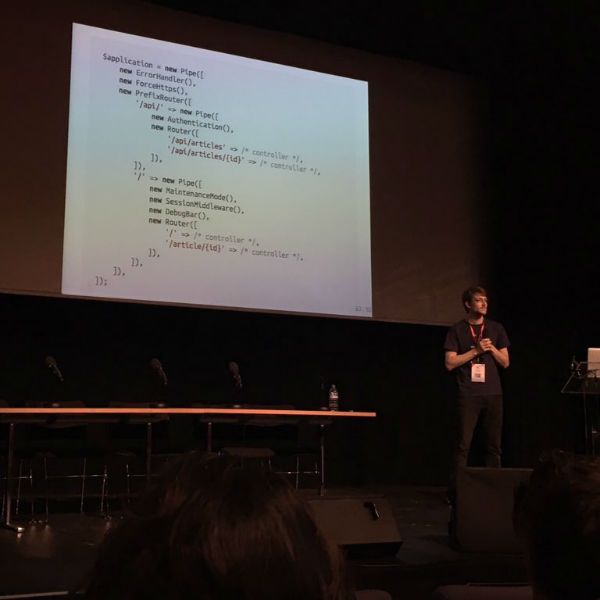 $application = new Pipe([
new ErrorHandler(),
new ForceHttps(),
new PrefixRouter([
'/api/' => new Pipe([
new Authentication(),
new Router([
'/api/articles' => /* controller */,
'/api/articles/{id}' => /* controller */,
]),
]),
'/' => new Pipe([
new MaintenanceMode(),
new SessionMiddleware(),
new DebugBar(),
new Router([
'/' => /* controller */,
'/article/{id}' => /* controller */,
]),
]),
]),
]);